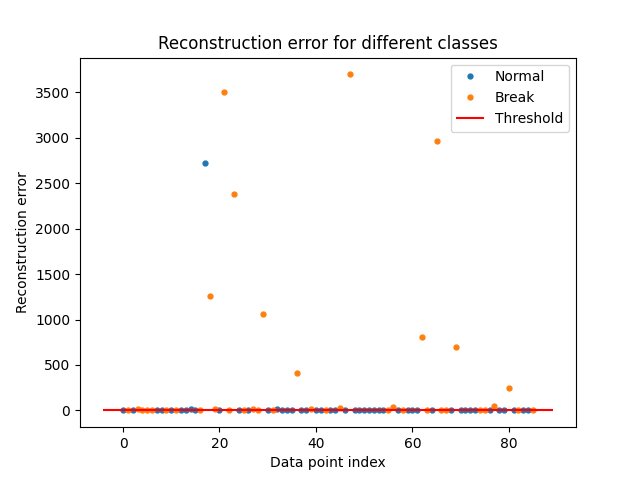 Reconstruction error for different classes
Normal
Break
Threshold
3500
3000
2500
2000
1500
1000
500
0
Reconstruction error
0
20
40
60
80
Data point index